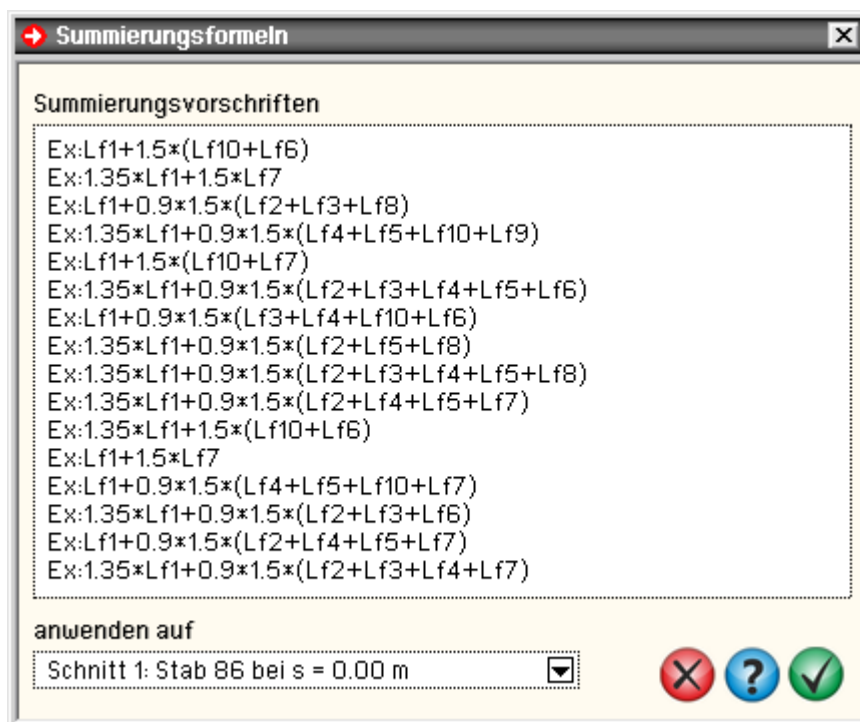 Summierungsformeln
Summierungsvorschriften
Ex:Lf1+1.5*(Lf10+Lf6)
Ex:1.35*Lf1+1.5*Lf7
Ex:Lf1+0.9*1.5*(Lf2+Lf3+Lf8)
Ex:1.35*Lf1+0.9*1.5*(Lf4+Lf5+Lf10+Lf9)
Ex:Lf1+1.5*(Lf10+Lf7)
Ex:1.35*Lf1+0.9*1.5*(Lf2+Lf3+Lf4+Lf5+Lf6)
Ex:Lf1+0.9*1.5*(Lf3+Lf4+Lf10+Lf6)
Ex:1.35*Lf1+0.9*1.5*(Lf2+Lf5+Lf8)
Ex:1.35*Lf1+0.9*1.5*(Lf2+Lf3+Lf4+Lf5+Lf8)
Ex:1.35*Lf1+0.9*1.5*(Lf2+Lf4+Lf5+Lf7)
Ex:1.35*Lf1+1.5*(Lf10+Lf6)
Ex:Lf1+1.5*Lf7
Ex:Lf1+0.9*1.5*(Lf4+Lf5+Lf10+Lf7)
Ex:1.35*Lf1+0.9*1.5*(Lf2+Lf3+Lf6)
Ex:Lf1+0.9*1.5*(Lf2+Lf4+Lf5+Lf7)
Ex:1.35*Lf1+0.9*1.5*(Lf2+Lf3+Lf4+Lf7)
anwenden auf
Schnitt 1: Stab 86 bei s = 0.00 m
?